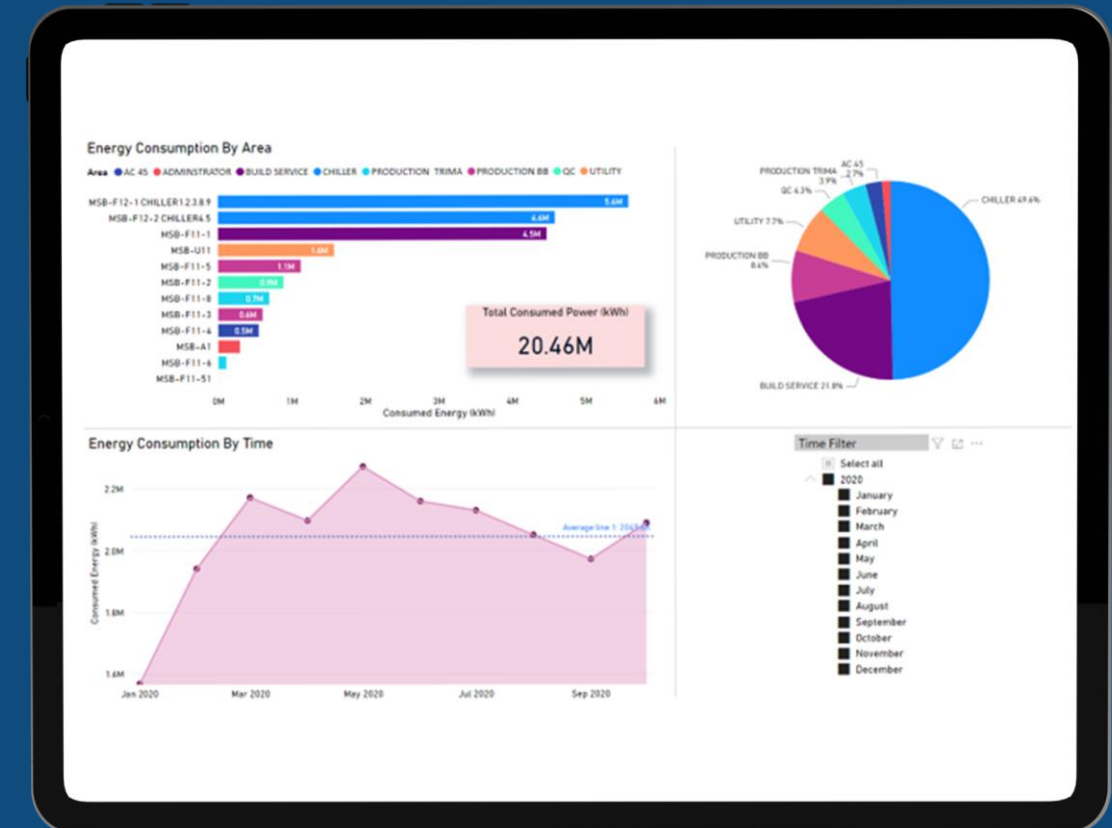 Energy Consumption By Area
Area AC 45 ADMINSTRATOR BUILD SERVICE CHILLER PRODUCTION TRIMA PRODUCTION BB QC UTILITY
MSB-F12-1 CHILLER1.2.3.8.9 5.6M
MSB-F12-2 CHILLER4.5 4.6M
MSB-F11-1 4.5M
MSB-U11 1.6M
MSB-F11-5 1.1M
MSB-F11-2 0.9M
MSB-F11-8 0.7M
MSB-F11-3 0.6M
MSB-F11-4 0.5M
MSB-A1
MSB-F11-6
MSB-F11-51
0M 1M 2M 3M 4M 5M 6M
Consumed Energy (kWh)
Total Consumed Power (kWh)
20.46M
AC 45
2.7%
PRODUCTION TRIMA
3.9%
QC 4.3%
UTILITY 7.7%
PRODUCTION BB
8.4%
BUILD SERVICE 21.8%
CHILLER 49.6%
Energy Consumption By Time
Consumed Energy (kWh)
2.2M
2.0M
1.8M
1.6M
Average line 1:
Jan 2020 Mar 2020 May 2020 Jul 2020 Sep 2020
Time Filter
Select all
2020
January
February
March
April
May
June
July
August
September
October
November
December